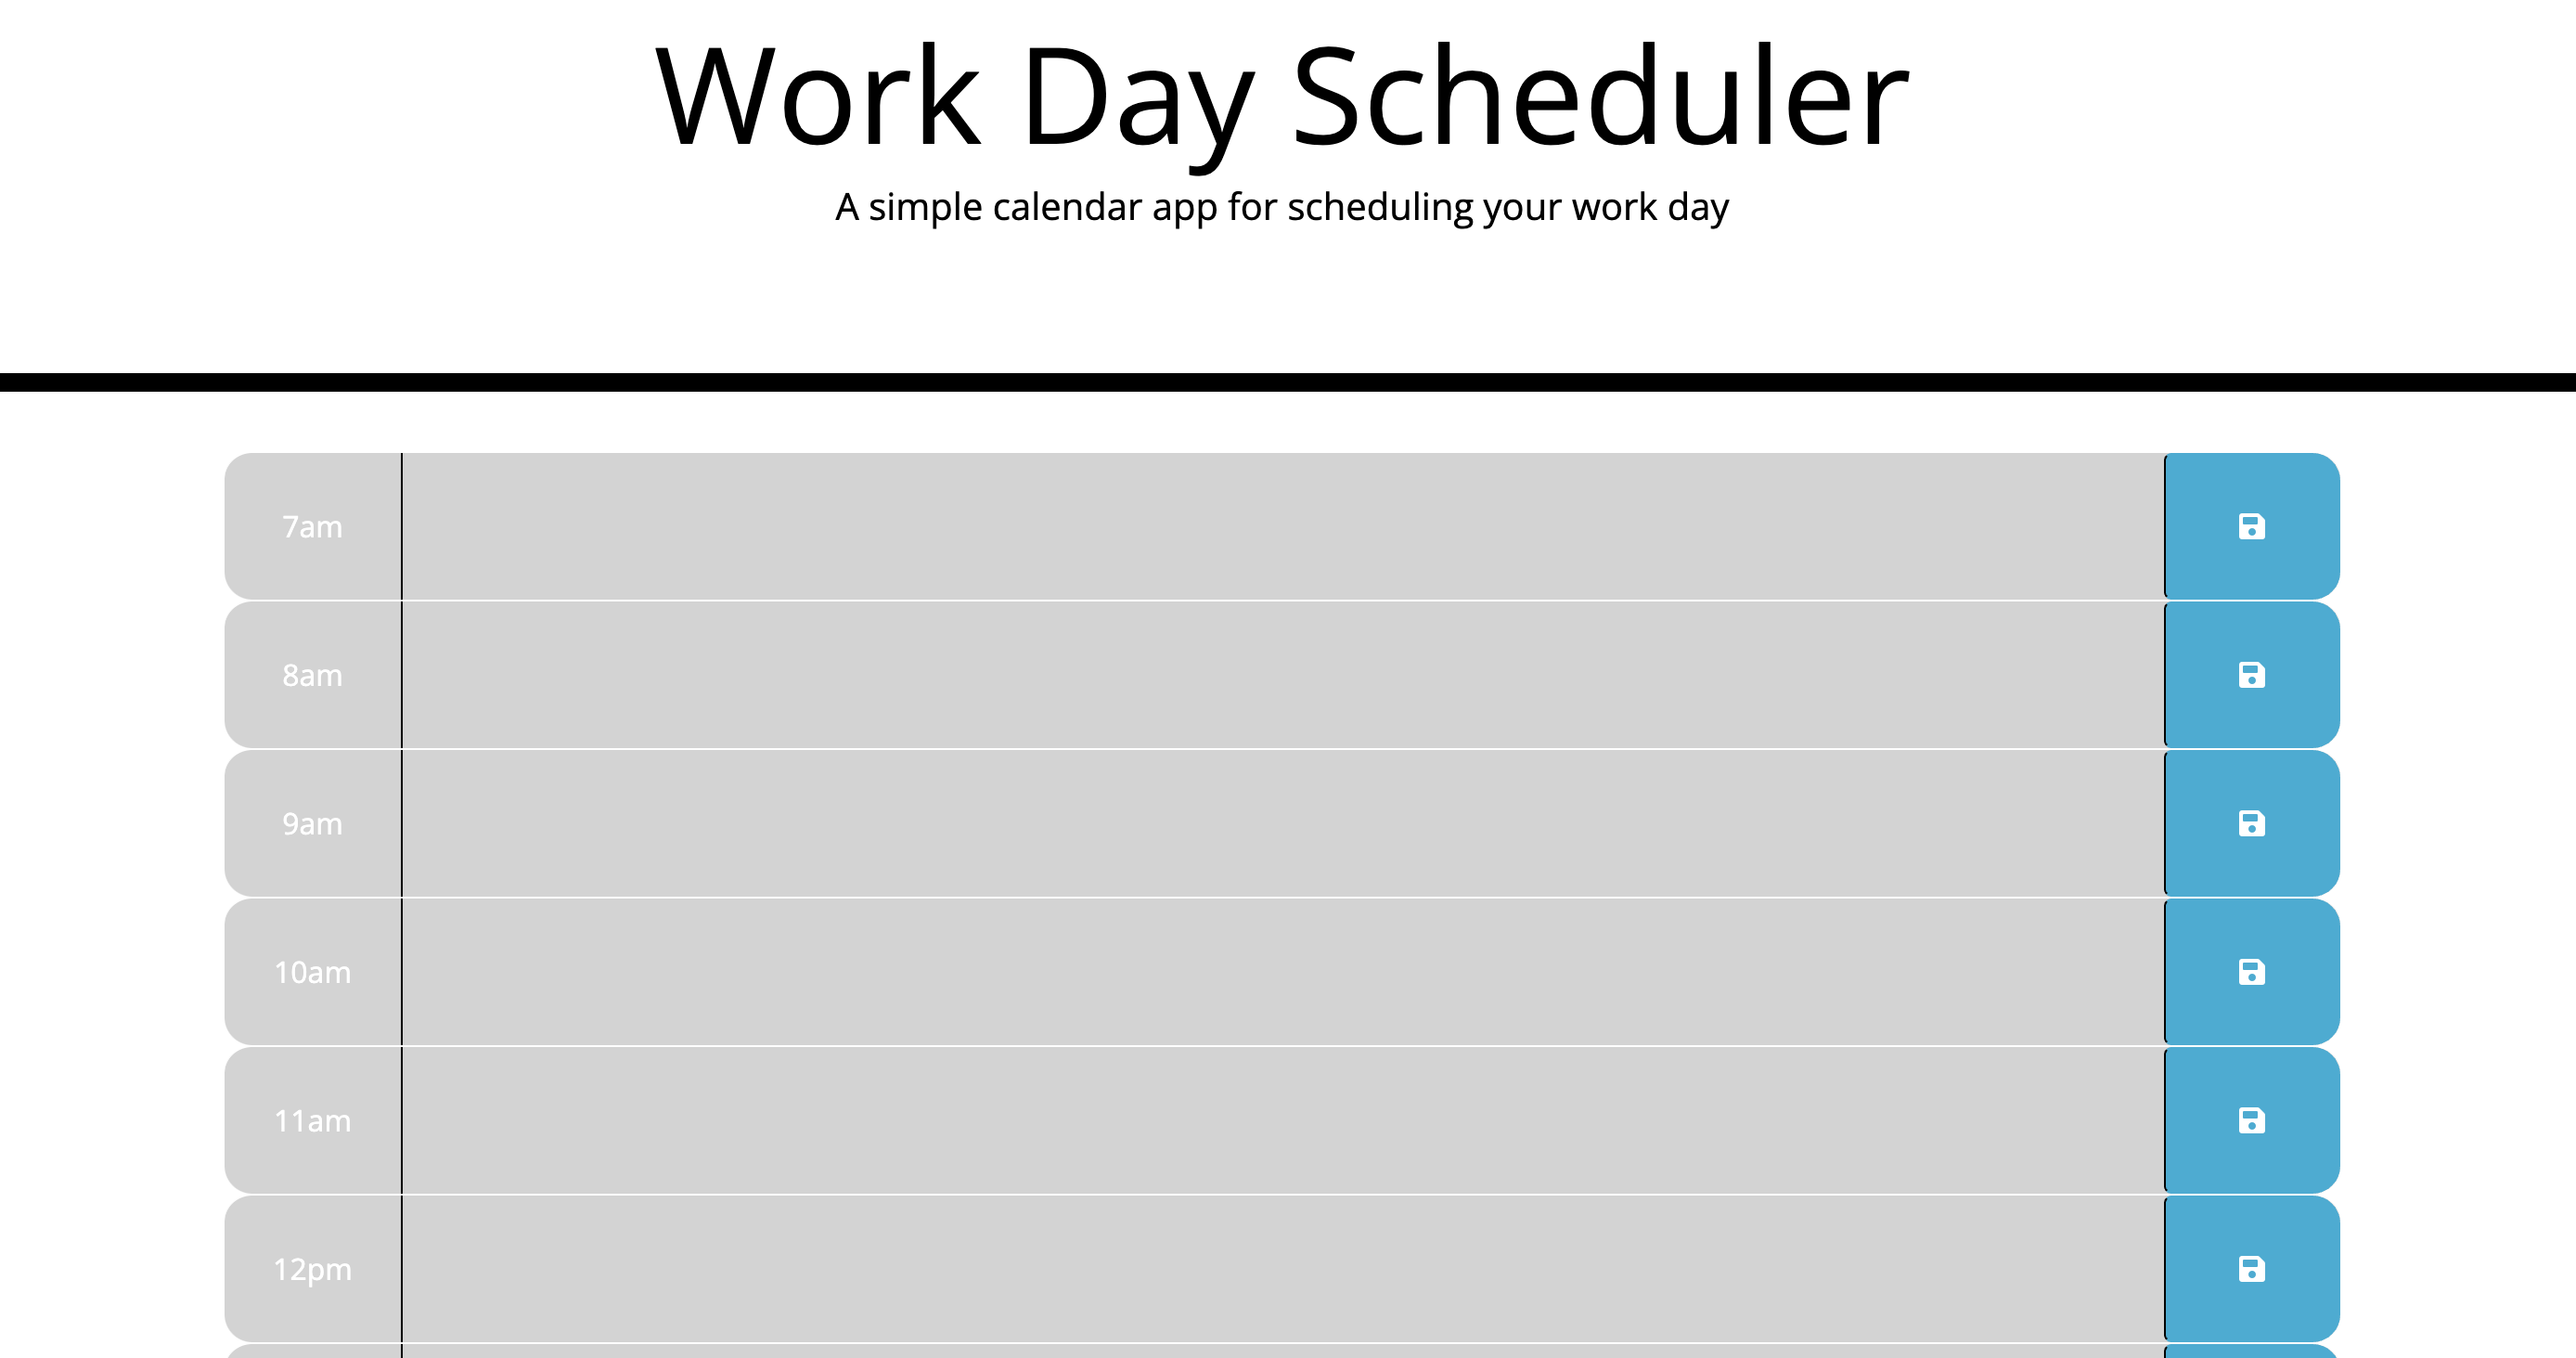 Work Day Scheduler
A simple calendar app for scheduling your work day
7am
8am
9am
10am
11am
12pm